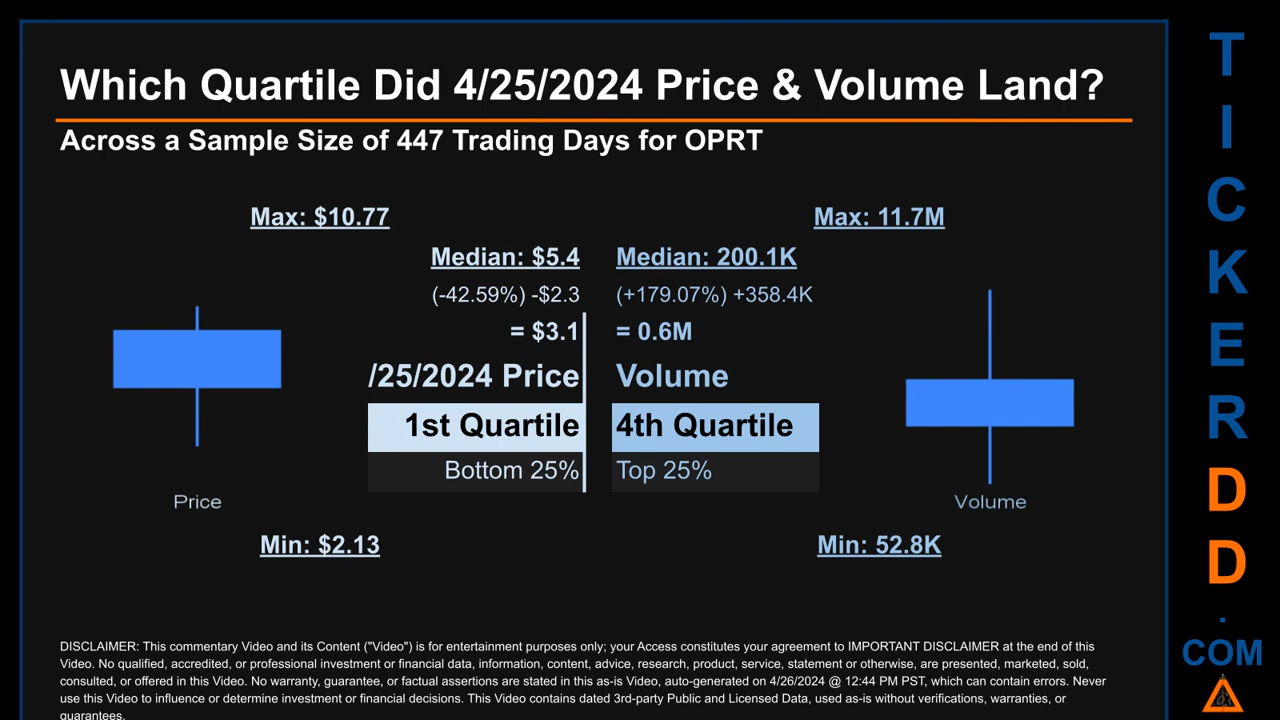 Which Quartile Did 4/25/2024 Price & Volume Land?
Across a Sample Size of 447 Trading Days for OPRT
Max: $10.77
Max: 11.7M
Median: $5.4
Median: 200.1K
(-42.59%) -$2.3
(+179.07%) +358.4K
= $3.1
= 0.6M
/25/2024 Price
Volume
1st Quartile
4th Quartile
Bottom 25%
Top 25%
Price
Volume
Min: $2.13
Min: 52.8K
DISCLAIMER: This commentary Video and its Content ("Video") is for entertainment purposes only; your Access constitutes your agreement to IMPORTANT DISCLAIMER at the end of this
Video. No qualified, accredited, or professional investment or financial data, information, content, advice, research, product, service, statement or otherwise, are presented, marketed, sold,
consulted, or offered in this Video. No warranty, guarantee, or factual assertions are stated in this as-is Video, auto-generated on 4/26/2024 @ 12:44 PM PST, which can contain errors. Never
use this Video to influence or determine investment or financial decisions. This Video contains dated 3rd-party Public and Licensed Data, used as-is without verifications, warranties, or
guarantees.
T
I
C
K
E
R
D
D
.
COM